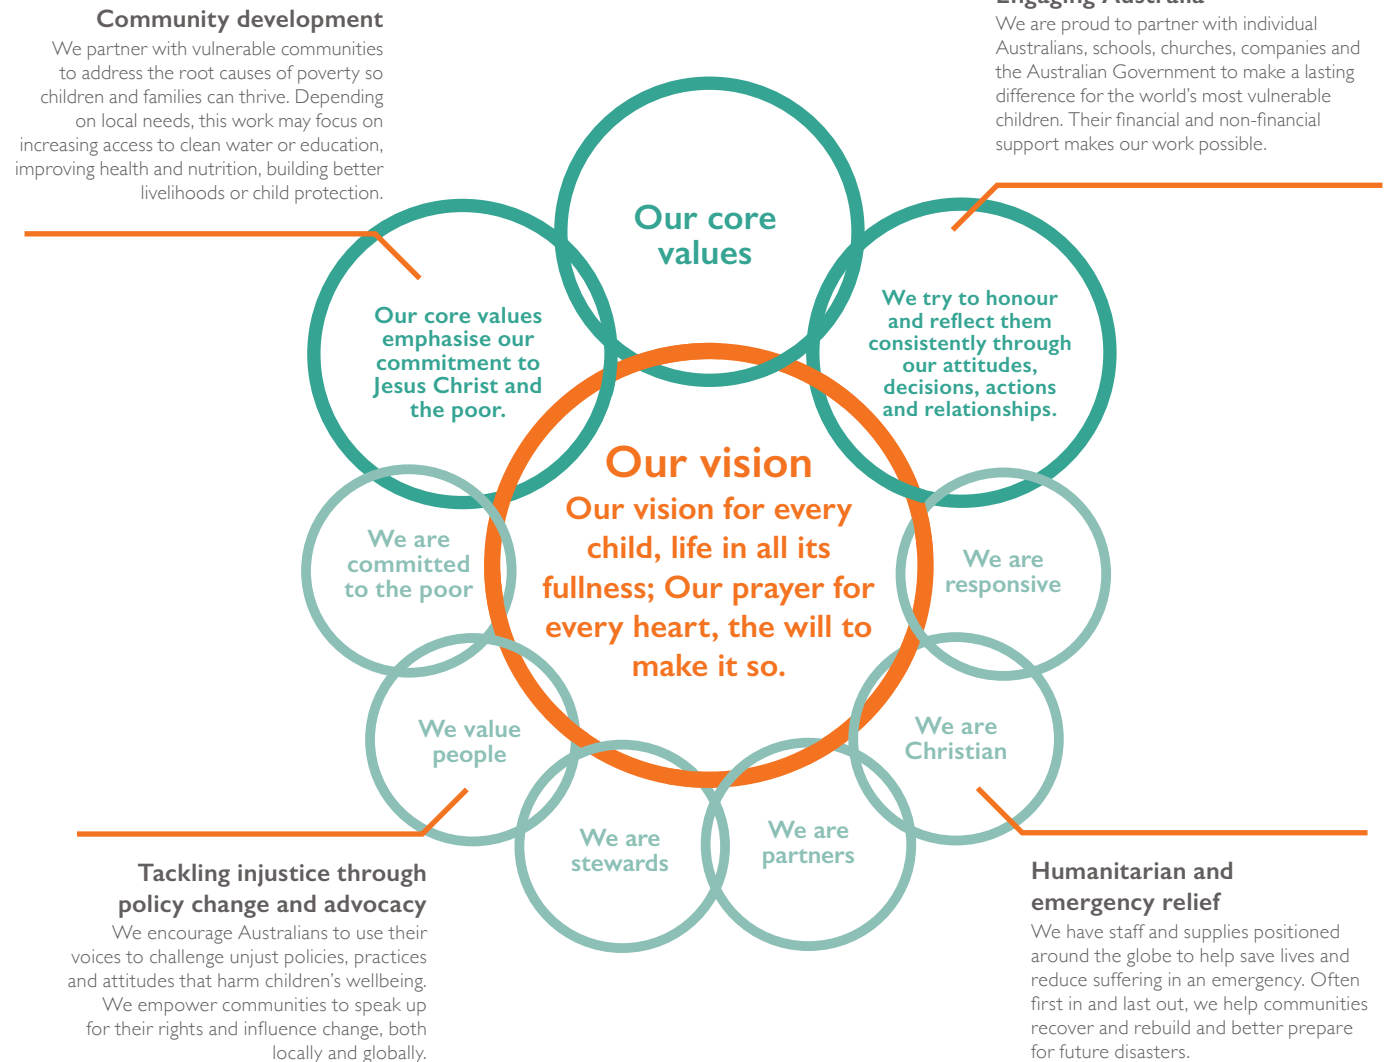 Community development
We partner with vulnerable communities
to address the root causes of poverty so
children and families can thrive. Depending
on local needs, this work may focus on
increasing access to clean water or education,
improving health and nutrition, building better
livelihoods or child protection.
Engaging Australia
We are proud to partner with individual
Australians, schools, churches, companies and
the Australian Government to make a lasting
difference for the world's most vulnerable
children. Their financial and non-financial
support makes our work possible.
Our core
values
Our core values
emphasise our
commitment to
Jesus Christ and
the poor.
We try to honour
and reflect them
consistently through
our attitudes,
decisions, actions
and relationships.
Our vision
Our vision for every
child, life in all its
fullness; Our prayer for
every heart, the will to
make it so.
We are
committed
to the poor
We are
responsive
We value
people
We are
Christian
We are
stewards
We are
partners
Tackling injustice through
policy change and advocacy
We encourage Australians to use their
voices to challenge unjust policies, practices
and attitudes that harm children's wellbeing.
We empower communities to speak up
for their rights and influence change, both
locally and globally.
Humanitarian and
emergency relief
We have staff and supplies positioned
around the globe to help save lives and
reduce suffering in an emergency. Often
first in and last out, we help communities
recover and rebuild and better prepare
for future disasters.